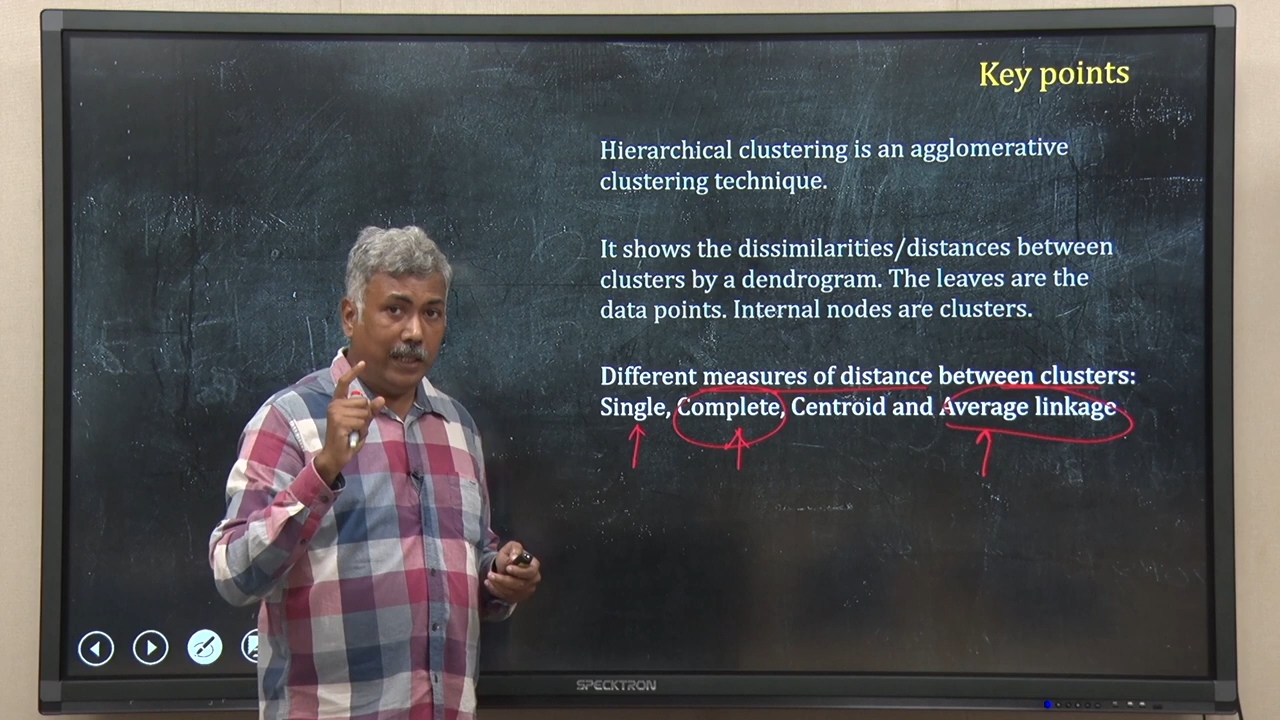 Key points
Hierarchical clustering is an agglomerative
clustering technique.
It shows the dissimilarities/distances between
clusters by a dendrogram. The leaves are the
data points. Internal nodes are clusters.
Different measures of distance between clusters:
Single, Complete, Centroid and Average linkage
SPECKTRON